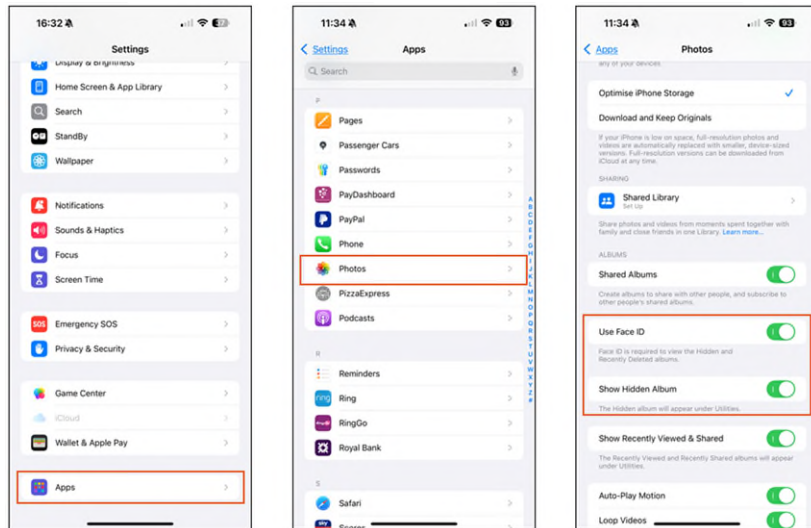 16:32
37
Settings
Display & Brightness
Home Screen & App Library
Search
StandBy
Wallpaper
Notifications
Sounds & Haptics
Focus
Screen Time
SOS
Emergency SOS
Privacy & Security
Game Center
iCloud
Wallet & Apple Pay
Apps
11:34
93
Settings
Apps
Search
P
Pages
Passenger Cars
Passwords
PayDashboard
PayPal
Phone
Photos
PizzaExpress
Podcasts
R
Reminders
ring
Ring
RingGo
Royal Bank
S
Safari
sky
Scores
A
B
C
D
E
F
G
H
I
J
K
L
M
N
O
P
Q
R
S
T
U
V
W
X
Y
Z
#
11:34
93
Apps
Photos
any of your devices.
Optimise iPhone Storage
Download and Keep Originals
If your iPhone is low on space, full-resolution photos and
videos are automatically replaced with smaller, device-sized
versions. Full-resolution versions can be downloaded from
iCloud at any time.
SHARING
Shared Library
Set Up
Share photos and videos from moments spent together with
family and close friends in one Library. Learn more...
ALBUMS
Shared Albums
Create albums to share with other people, and subscribe to
other people's shared albums.
Use Face ID
Face ID is required to view the Hidden and
Recently Deleted albums.
Show Hidden Album
The Hidden album will appear under Utilities.
Show Recently Viewed & Shared
The Recently Viewed and Recently Shared albums will appear
under Utilities.
Auto-Play Motion
Loop Videos